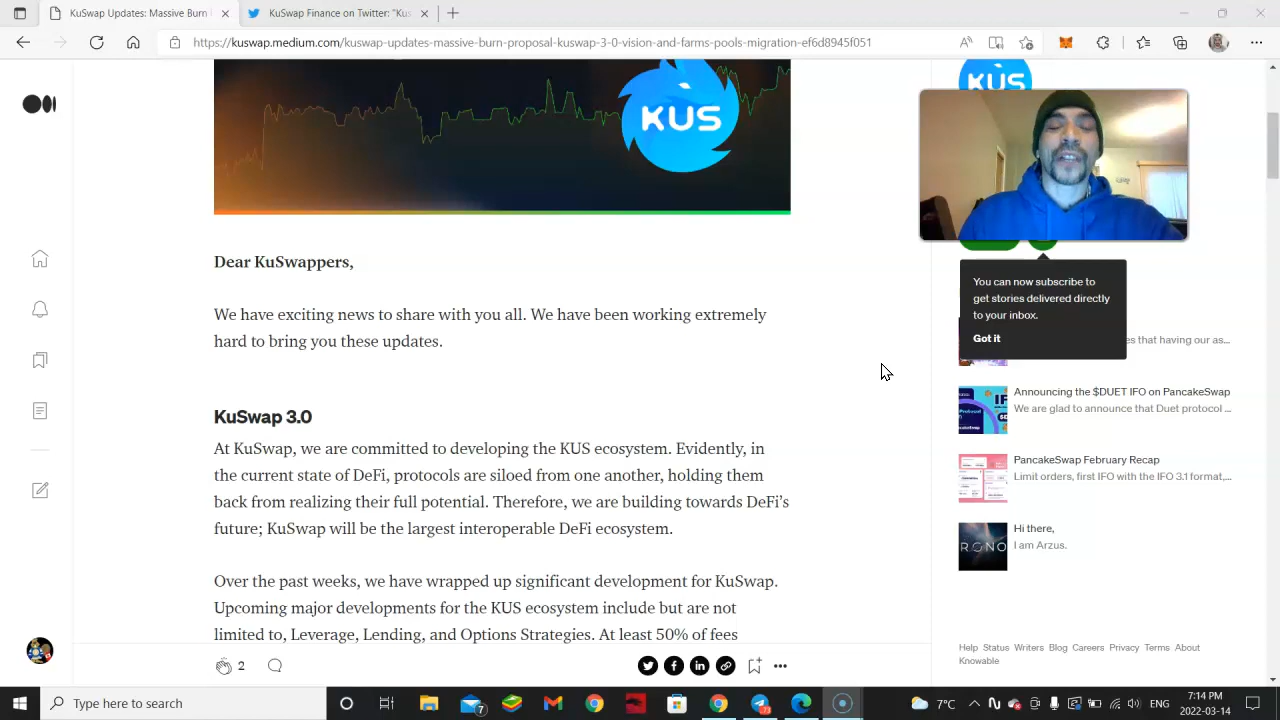 KuSwap Updates: Massive Burn
KuSwap Finance on Twitter: "Kus
https://kuswap.medium.com/kuswap-updates-massive-burn-proposal-kuswap-3-0-vision-and-farms-pools-migration-ef6d8945f051
KUS
KUS
Dear KuSwappers,
We have exciting news to share with you all. We have been working extremely
hard to bring you these updates.
KuSwap 3.0
At KuSwap, we are committed to developing the KUS ecosystem. Evidently, in
the current state of DeFi, protocols are siloed from one another, holding them
back from realizing their full potential. Therefore we are building towards DeFi's
future; KuSwap will be the largest interoperable DeFi ecosystem.
Over the past weeks, we have wrapped up significant development for KuSwap.
Upcoming major developments for the KUS ecosystem include but are not
limited to, Leverage, Lending, and Options Strategies. At least 50% of fees
2
You can now subscribe to
get stories delivered directly
to your inbox.
Got it
es that having our as...
Announcing the $DUET IFO on PancakeSwap
We are glad to announce that Duet protocol ...
PancakeSwap February Recap
Limit orders, first IFO with the IFO 3.1 format,...
Hi there,
I am Arzus.
RONO
Help Status Writers Blog Careers Privacy Terms About
Knowable
Type here to search
7
7°C
ENG
7:14 PM
2022-03-14